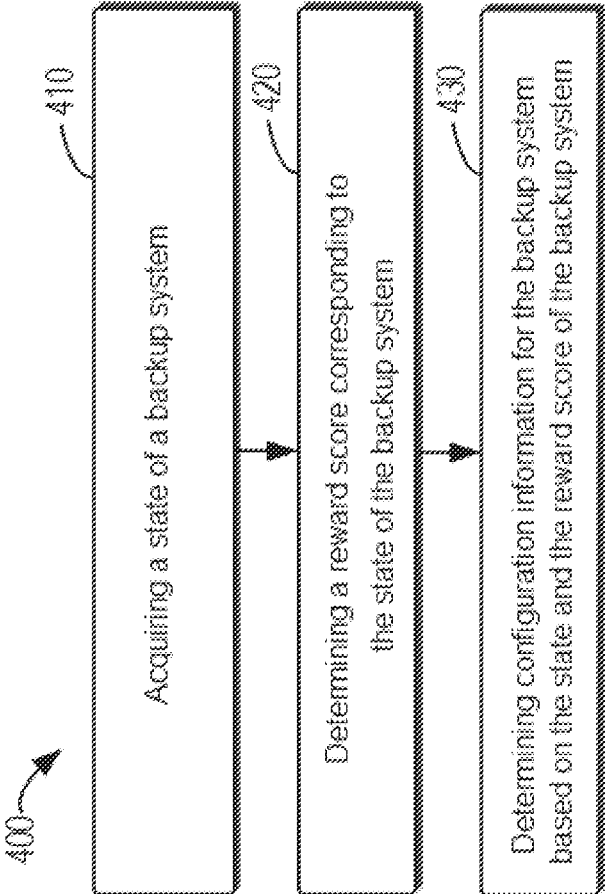 400
410
Acquiring a state of a backup system
420
Determining a reward score corresponding to
the state of the backup system
430
Determining configuration information for the backup system
based on the state and the reward score of the backup system